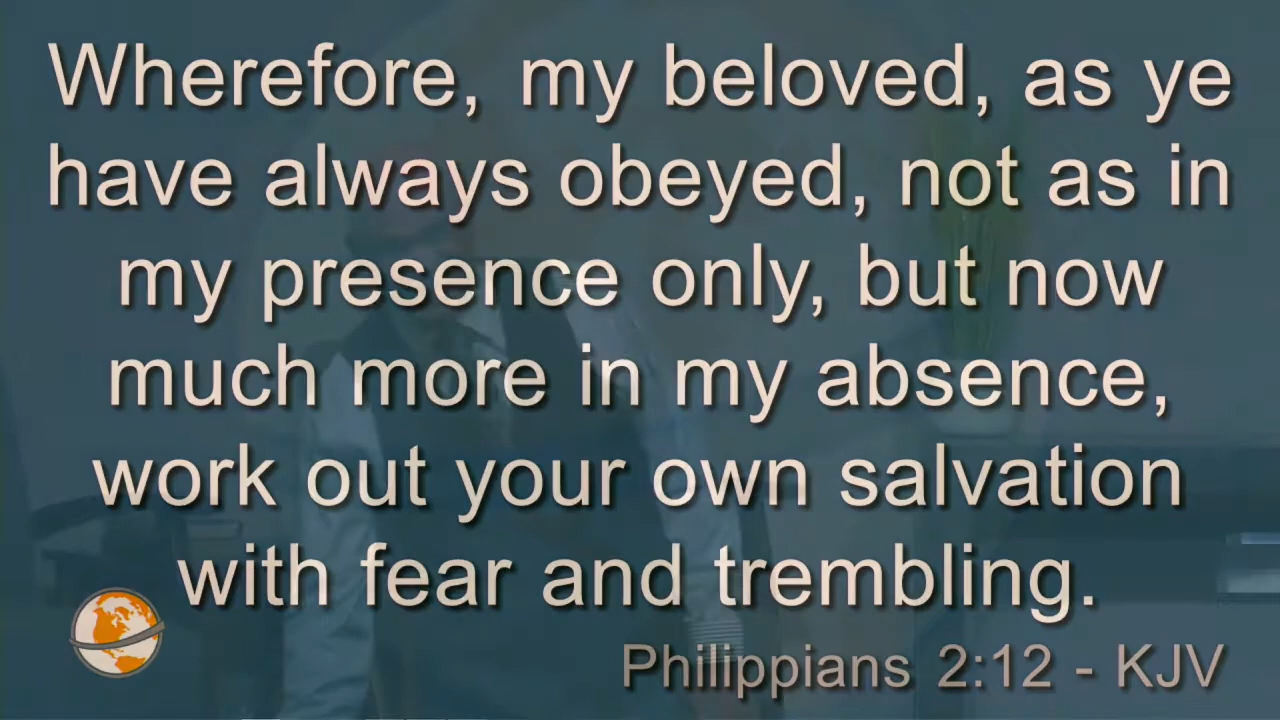 Wherefore, my beloved, as ye
have always obeyed, not as in
my presence only, but now
much more in my absence,
work out your own salvation
with fear and trembling.
Philippians 2:12 - KJV